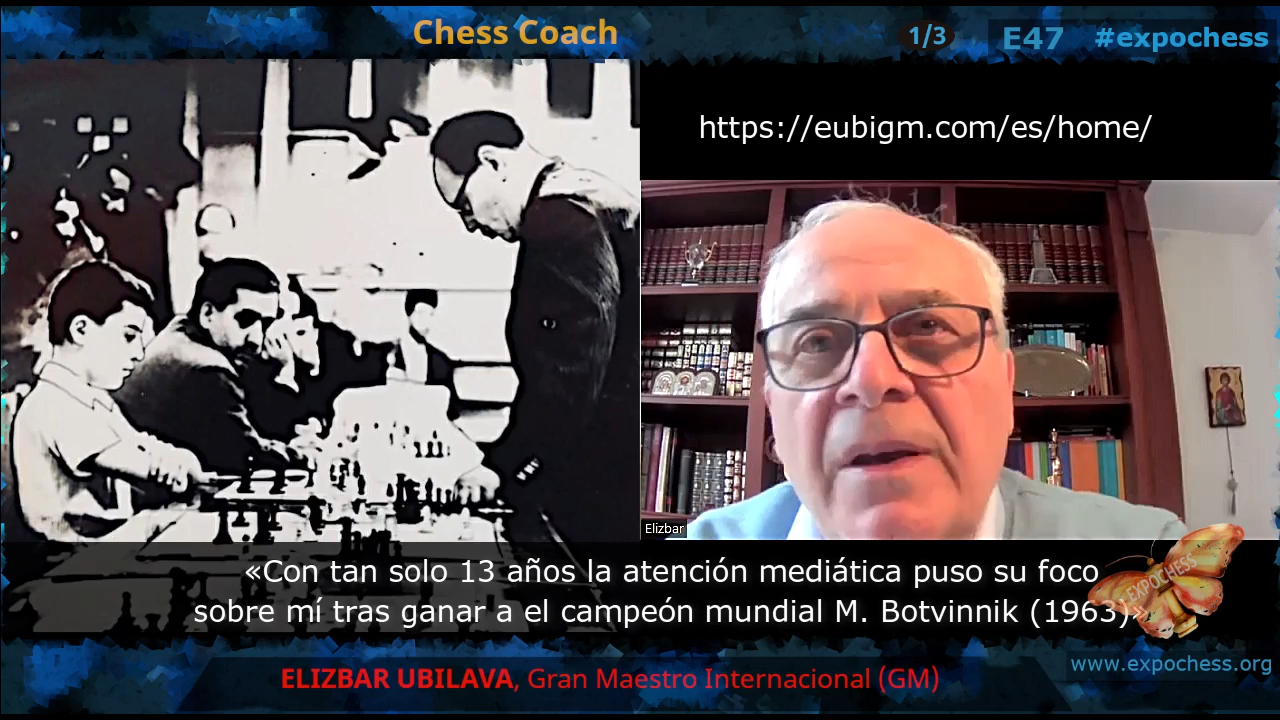 Chess Coach
1/3
E47
#expochess
https://eubigm.com/es/home/
Elizbar
«Con tan solo 13 años la atención mediática puso su foco
sobre mí tras ganar a el campeón mundial M. Botvinnik (1963)»
EXPOCHESS
www.expochess.org
ELIZBAR UBILAVA, Gran Maestro Internacional (GM)